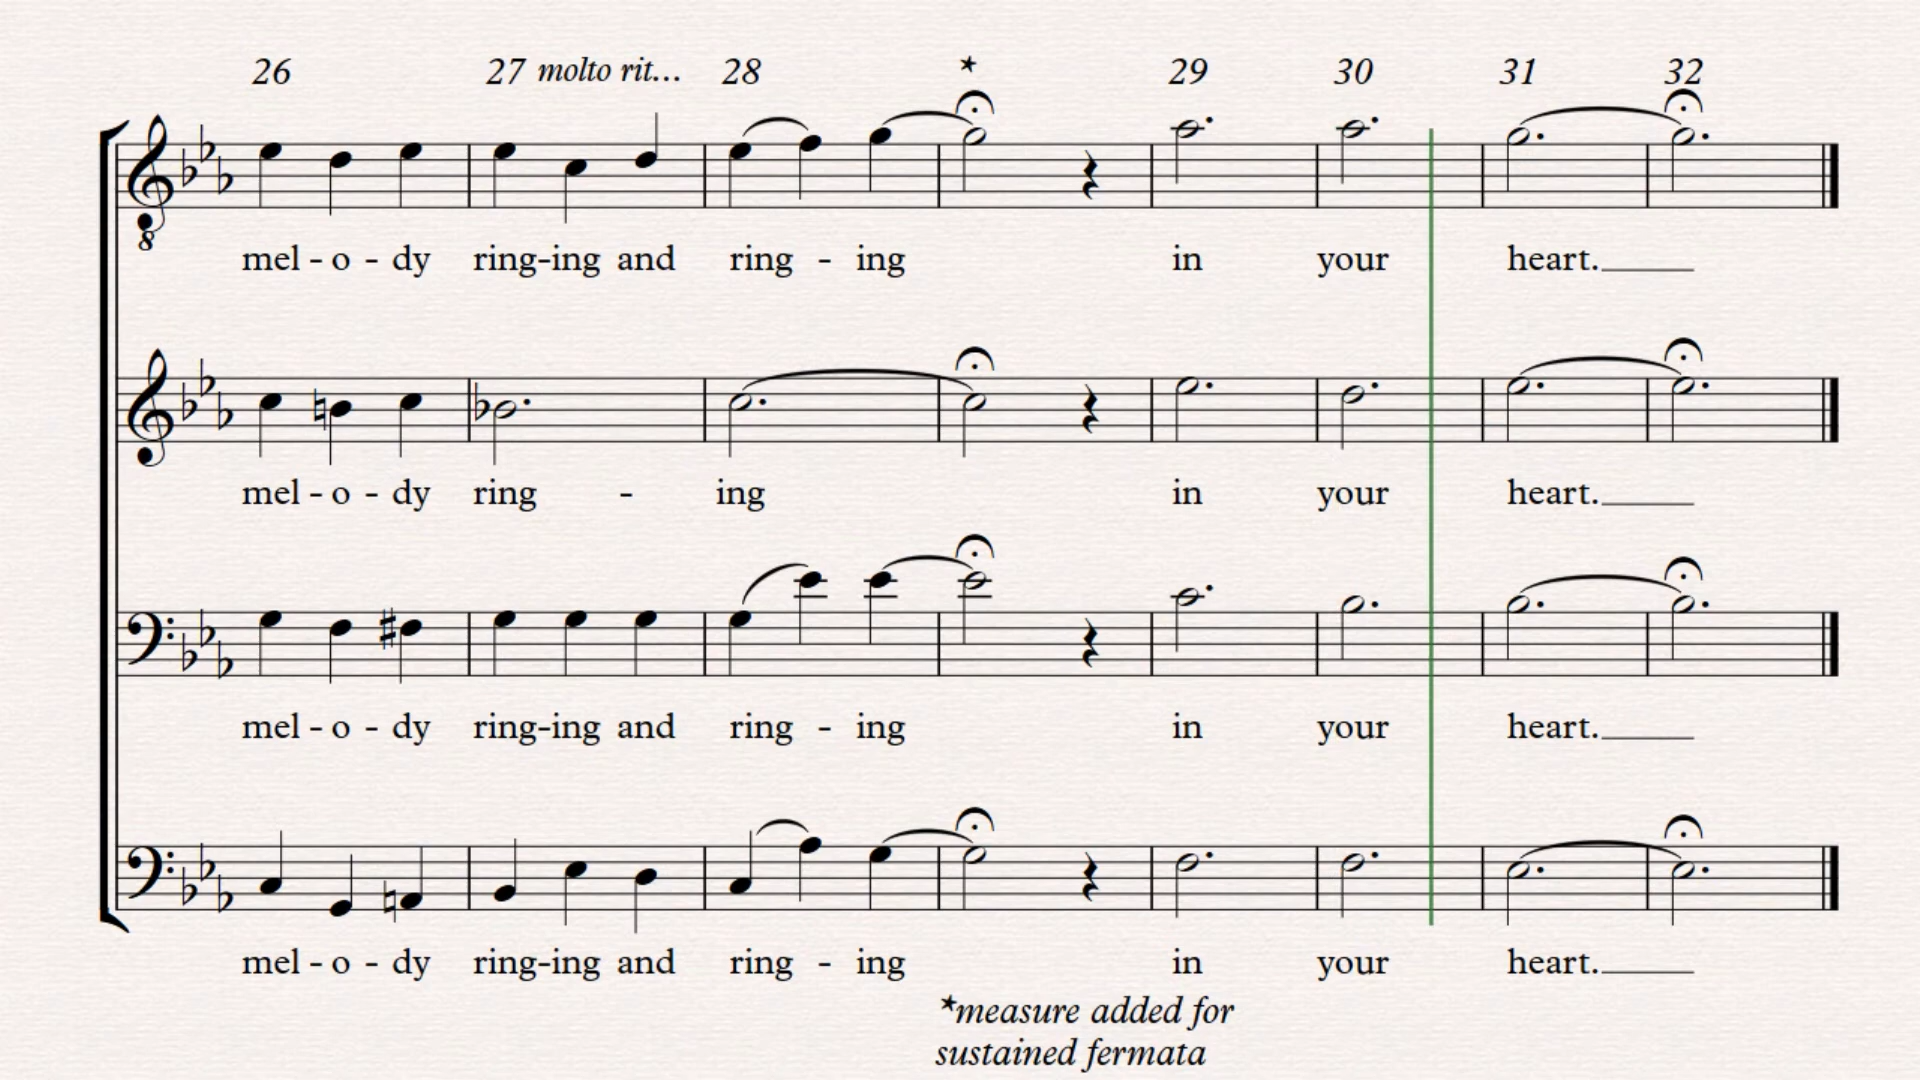 26 27 molto rit... 28 * 29 30 31 32
8
mel - o - dy ring-ing and ring - ing in your heart.
mel - o - dy ring - ing in your heart.
mel - o - dy ring-ing and ring - ing in your heart.
mel - o - dy ring-ing and ring - ing in your heart.
*measure added for
sustained fermata